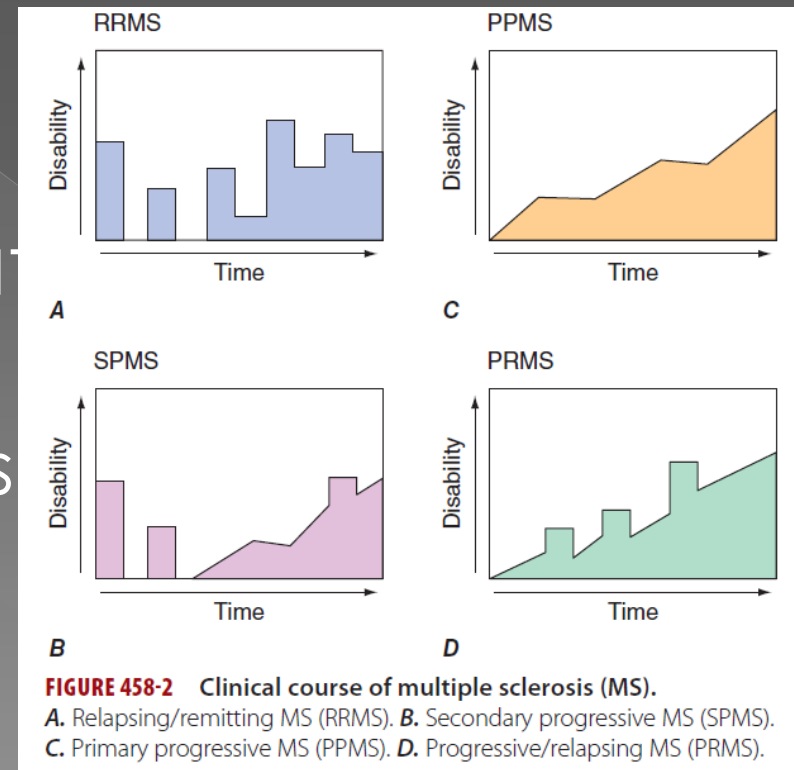 RRMS
Disability
Time
A
PPMS
Disability
Time
C
SPMS
Disability
Time
B
PRMS
Disability
Time
D
FIGURE 458-2 Clinical course of multiple sclerosis (MS).
A. Relapsing/remitting MS (RRMS). B. Secondary progressive MS (SPMS).
C. Primary progressive MS (PPMS). D. Progressive/relapsing MS (PRMS).